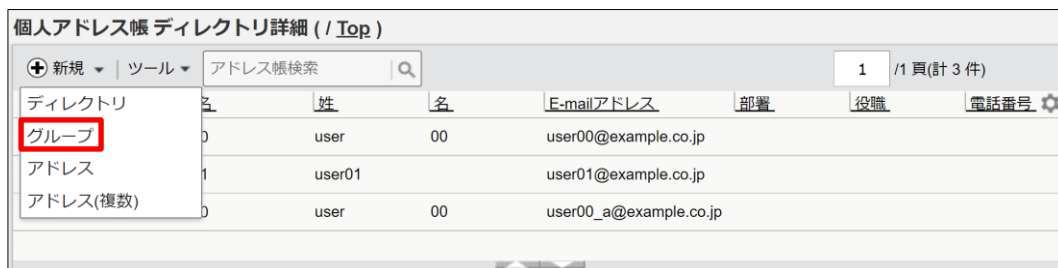 個人アドレス帳 ディレクトリ詳細 ( / Top )
新規 | ツール アドレス帳検索 1 /1 頁(計 3 件)
ディレクトリ 名 姓 名 E-mailアドレス 部署 役職 電話番号
グループ 0 user 00 user00@example.co.jp
アドレス 1 user01 user01@example.co.jp
アドレス(複数) 0 user 00 user00_a@example.co.jp